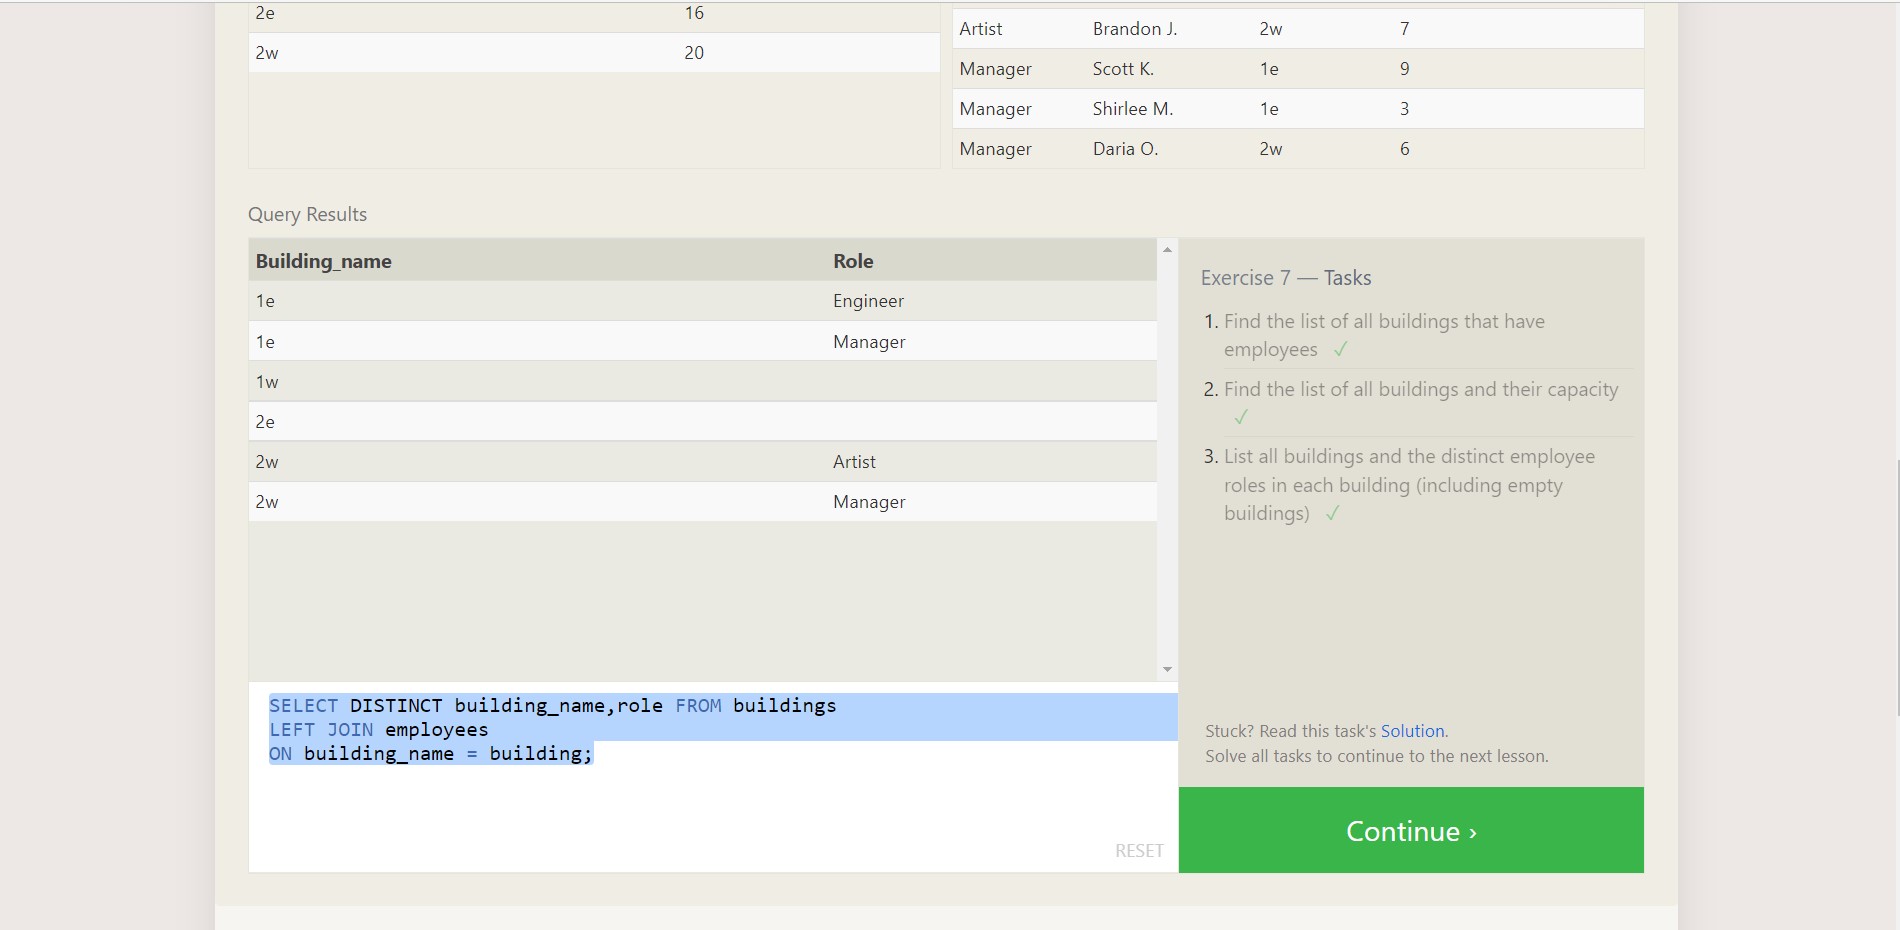 2e 16
2w 20
Artist Brandon J. 2w 7
Manager Scott K. 1e 9
Manager Shirlee M. 1e 3
Manager Daria O. 2w 6
Query Results
Building_name Role
1e Engineer
1e Manager
1w
2e
2w Artist
2w Manager
SELECT DISTINCT building_name,role FROM buildings
LEFT JOIN employees
ON building_name = building;
RESET
Exercise 7 — Tasks
1. Find the list of all buildings that have
employees ✓
2. Find the list of all buildings and their capacity
✓
3. List all buildings and the distinct employee
roles in each building (including empty
buildings) ✓
Stuck? Read this task's Solution.
Solve all tasks to continue to the next lesson.
Continue ›